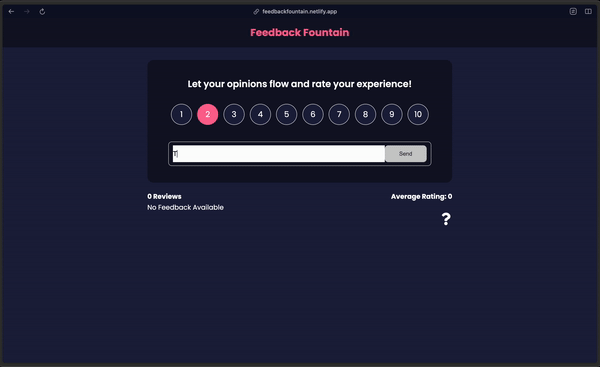 feedbackfountain.netlify.app
Feedback Fountain
Let your opinions flow and rate your experience!
1 2 3 4 5 6 7 8 9 10
T
Send
0 Reviews
Average Rating: 0
No Feedback Available
?